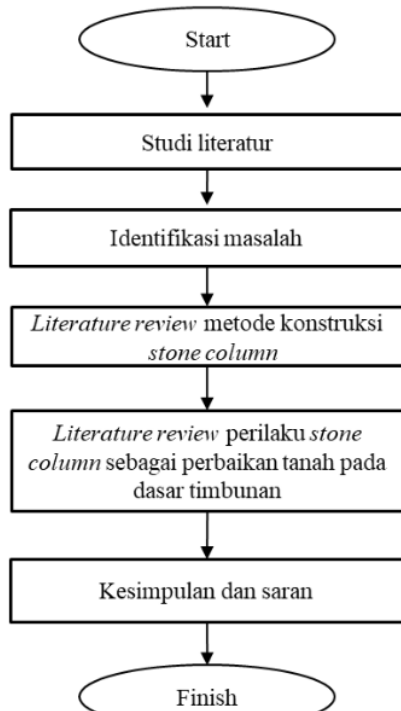 Start
Studi literatur
Identifikasi masalah
Literature review metode konstruksi
stone column
Literature review perilaku stone
column sebagai perbaikan tanah pada
dasar timbunan
Kesimpulan dan saran
Finish